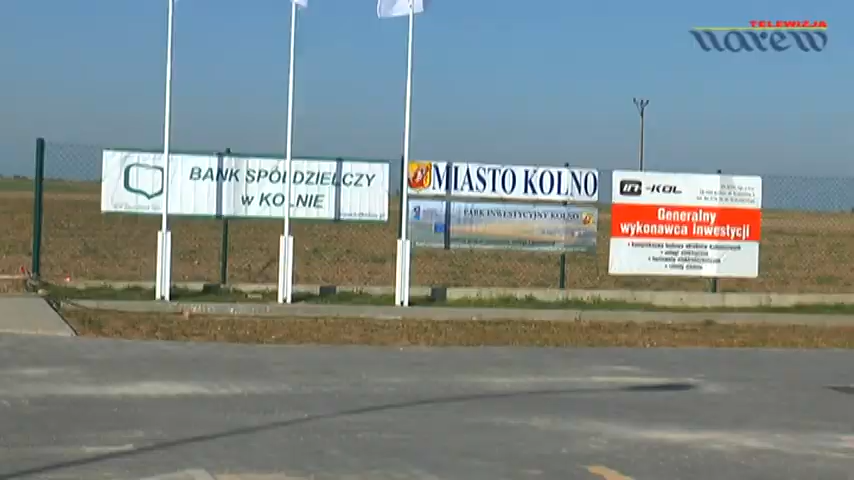 TELEWIZJA
narew
BANK SPÓŁDZIELCZY
w KOLNIE
MIASTO KOLNO
PARK INWESTYCYJNY KOLNO
IN-KOL
Generalny
wykonawca inwestycji